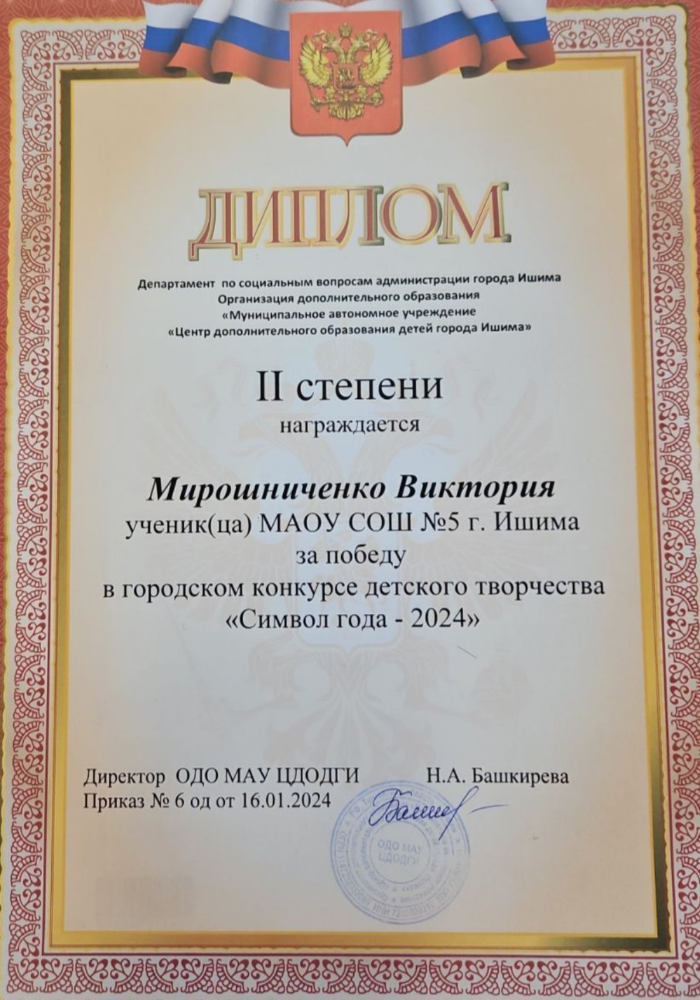 ДИПЛОМ
Департамент по социальным вопросам администрации города Ишима
Организация дополнительного образования
«Муниципальное автономное учреждение
«Центр дополнительного образования детей города Ишима»
II степени
награждается
Мирошниченко Виктория
ученик(ца) МАОУ СОШ №5 г. Ишима
за победу
в городском конкурсе детского творчества
«Символ года - 2024»
Директор ОДО МАУ ЦДОДГИ Н.А. Башкирева
Приказ № 6 од от 16.01.2024
ОДО МАУ
ЦДОДГИ